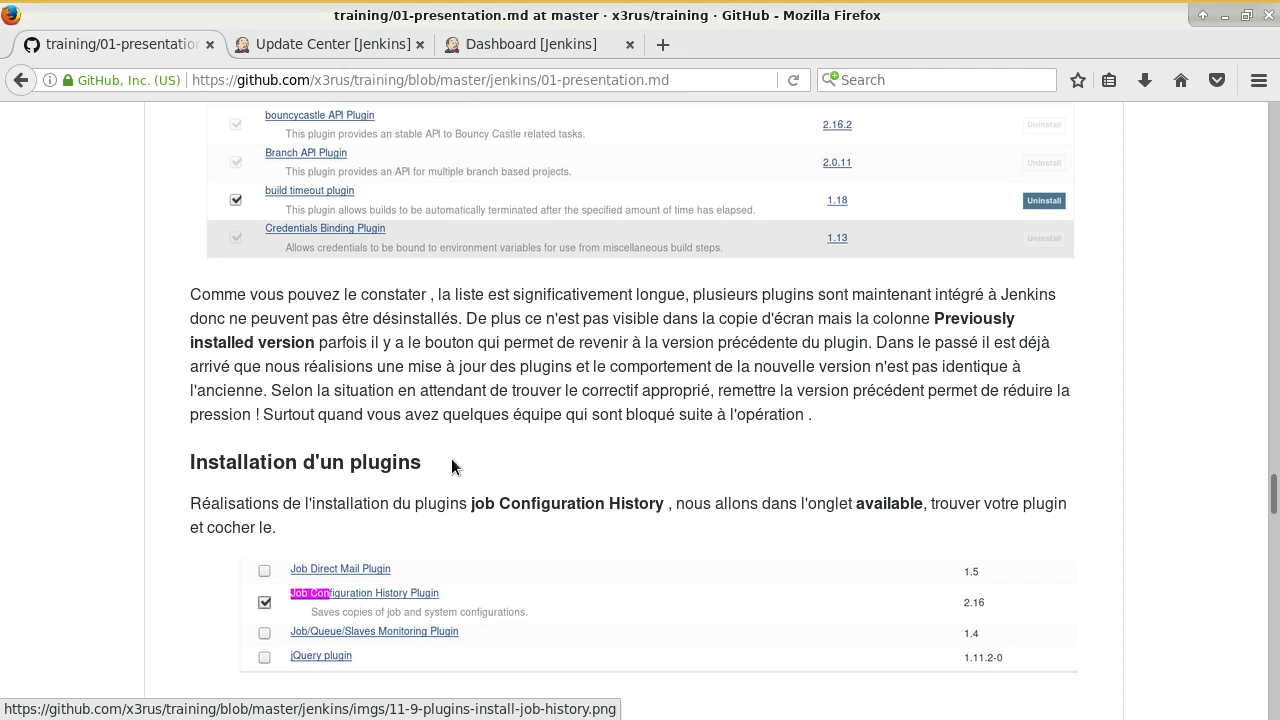 training/01-presentation.md at master · x3rus/training · GitHub - Mozilla Firefox
training/01-presentatio
Update Center [Jenkins]
Dashboard [Jenkins]
GitHub, Inc. (US)
https://github.com/x3rus/training/blob/master/jenkins/01-presentation.md
Search
bouncycastle API Plugin
This plugin provides an stable API to Bouncy Castle related tasks.
2.16.2
Uninstall
Branch API Plugin
This plugin provides an API for multiple branch based projects.
2.0.11
Uninstall
build timeout plugin
This plugin allows builds to be automatically terminated after the specified amount of time has elapsed.
1.18
Uninstall
Credentials Binding Plugin
Allows credentials to be bound to environment variables for use from miscellaneous build steps.
1.13
Uninstall
Comme vous pouvez le constater , la liste est significativement longue, plusieurs plugins sont maintenant intégré à Jenkins
donc ne peuvent pas être désinstallés. De plus ce n'est pas visible dans la copie d'écran mais la colonne Previously
installed version parfois il y a le bouton qui permet de revenir à la version précédente du plugin. Dans le passé il est déjà
arrivé que nous réalisions une mise à jour des plugins et le comportement de la nouvelle version n'est pas identique à
l'ancienne. Selon la situation en attendant de trouver le correctif approprié, remettre la version précédent permet de réduire la
pression ! Surtout quand vous avez quelques équipe qui sont bloqué suite à l'opération .
Installation d'un plugins
Réalisations de l'installation du plugins job Configuration History , nous allons dans l'onglet available, trouver votre plugin
et cocher le.
Job Direct Mail Plugin
1.5
Job Configuration History Plugin
Saves copies of job and system configurations.
2.16
Job/Queue/Slaves Monitoring Plugin
1.4
jQuery plugin
1.11.2-0
https://github.com/x3rus/training/blob/master/jenkins/imgs/11-9-plugins-install-job-history.png